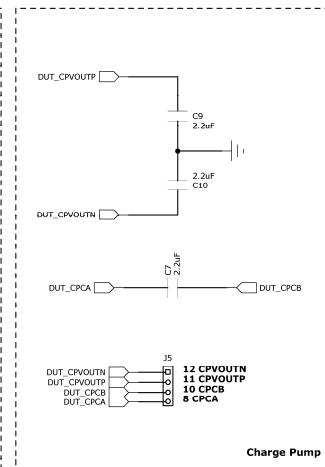 DUT_CPVOUTP
C9
2.2uF
2.2uF
C10
DUT_CPVOUTN
C7
2.2uF
DUT_CPCA
DUT_CPCB
J5
DUT_CPVOUTN
12 CPVOUTN
DUT_CPVOUTP
11 CPVOUTP
DUT_CPCB
10 CPCB
DUT_CPCA
8 CPCA
Charge Pump